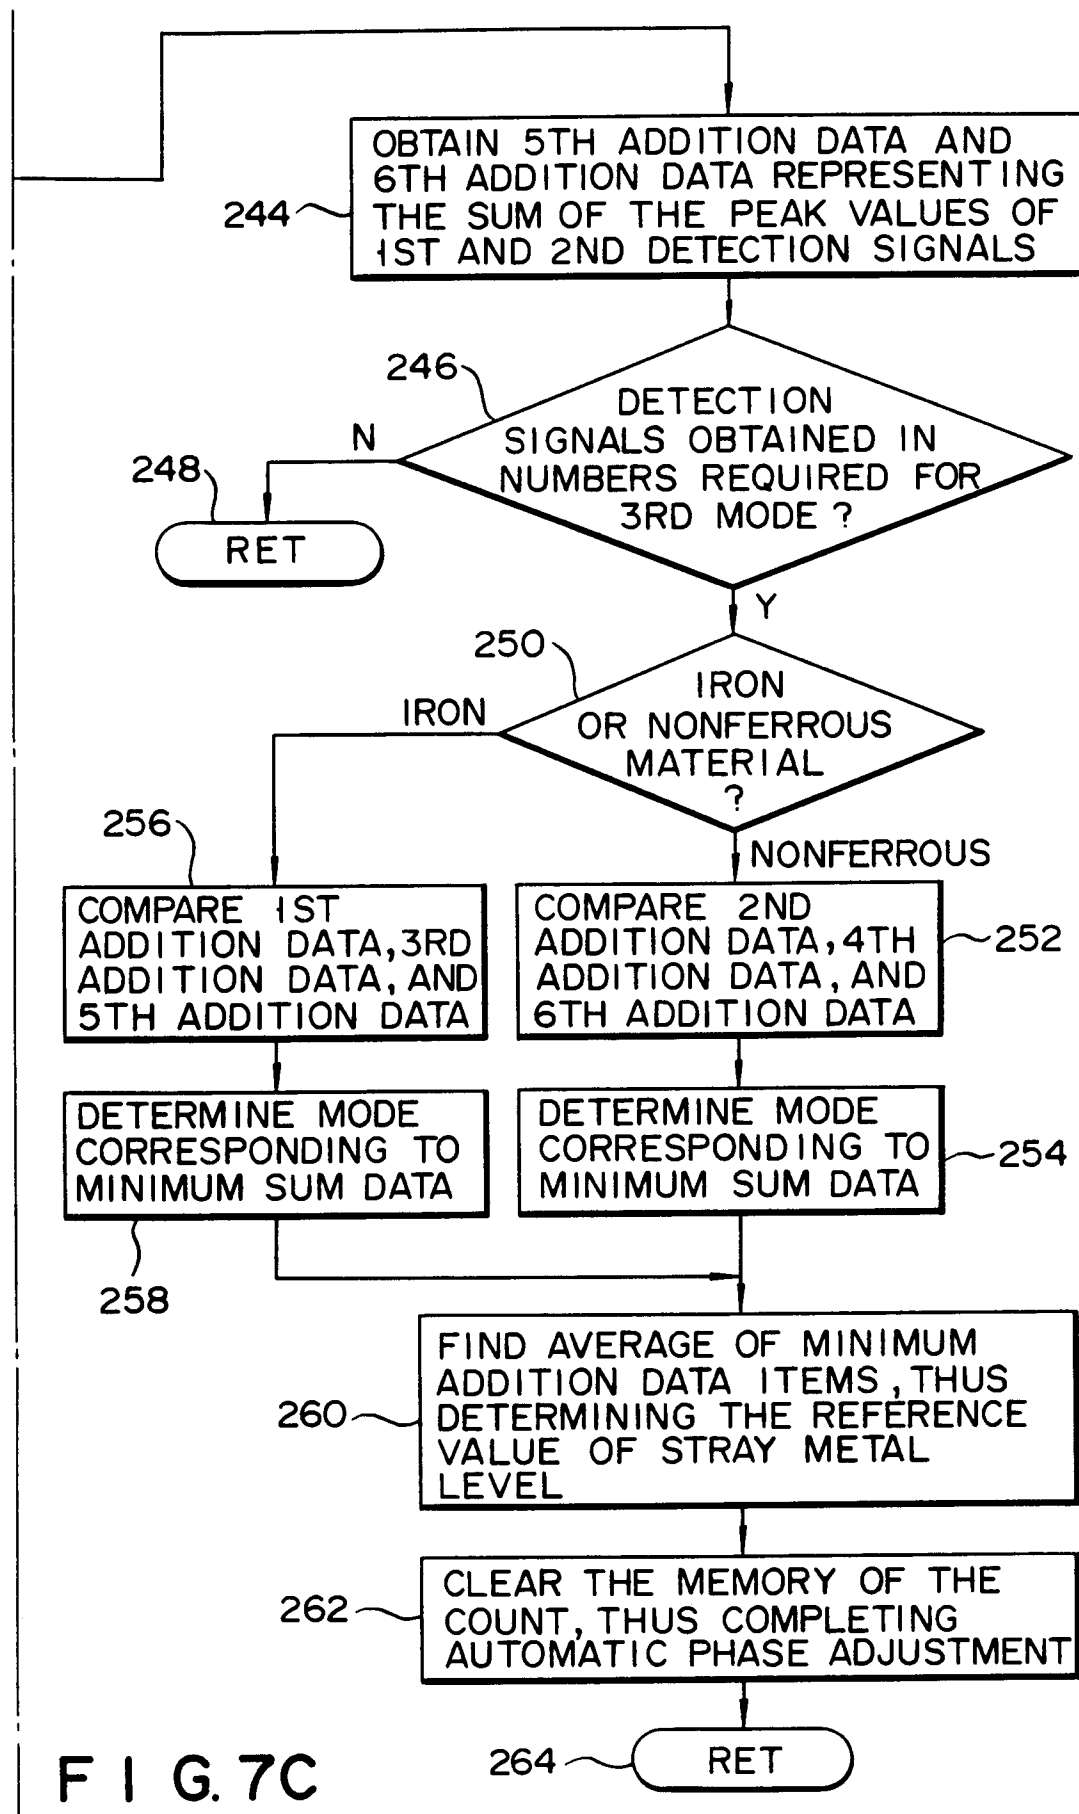 OBTAIN 5TH ADDITION DATA AND
6TH ADDITION DATA REPRESENTING
THE SUM OF THE PEAK VALUES OF
1ST AND 2ND DETECTION SIGNALS
244
246
DETECTION
SIGNALS OBTAINED IN
NUMBERS REQUIRED FOR
3RD MODE ?
N
248
RET
Y
250
IRON
OR NONFERROUS
MATERIAL
?
IRON
NONFERROUS
256
COMPARE 1ST
ADDITION DATA, 3RD
ADDITION DATA, AND
5TH ADDITION DATA
COMPARE 2ND
ADDITION DATA, 4TH
ADDITION DATA, AND
6TH ADDITION DATA
252
DETERMINE MODE
CORRESPONDING TO
MINIMUM SUM DATA
258
DETERMINE MODE
CORRESPONDING TO
MINIMUM SUM DATA
254
FIND AVERAGE OF MINIMUM
ADDITION DATA ITEMS, THUS
DETERMINING THE REFERENCE
VALUE OF STRAY METAL
LEVEL
260
CLEAR THE MEMORY OF THE
COUNT, THUS COMPLETING
AUTOMATIC PHASE ADJUSTMENT
262
264
RET
FIG. 7C